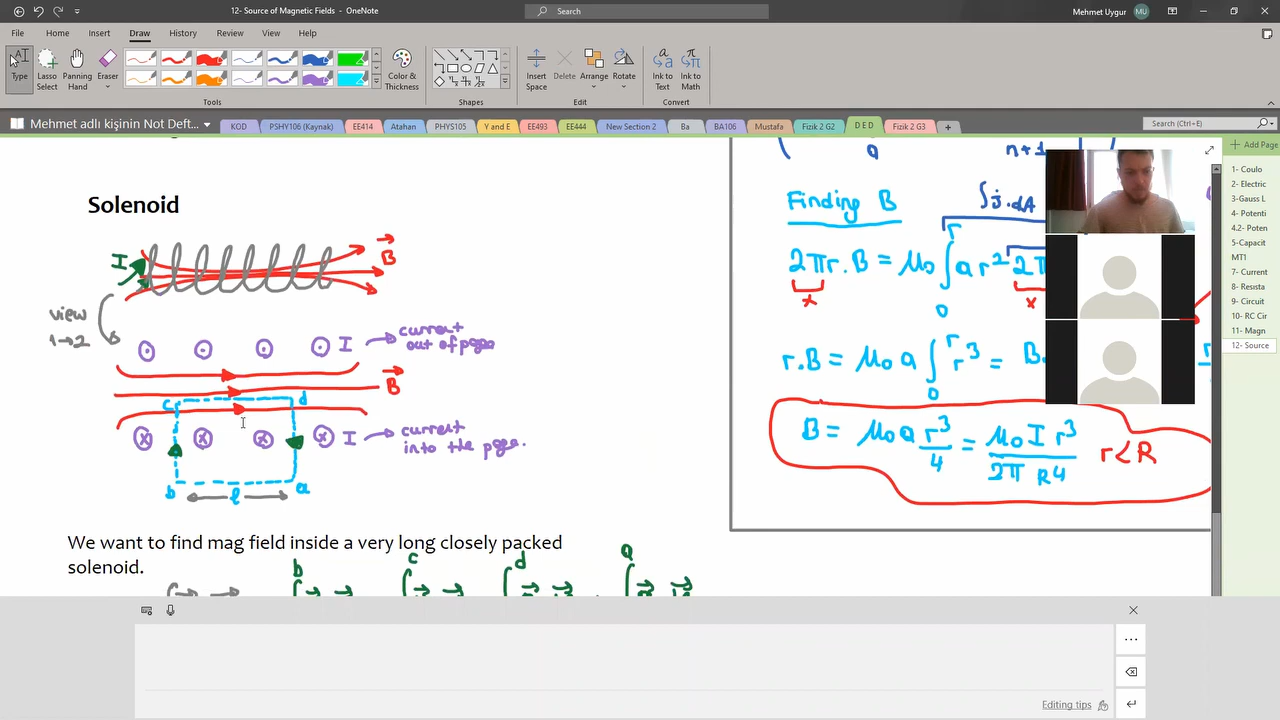 12- Source of Magnetic Fields - OneNote
Search
Mehmet Uygur
MU
File
Home
Insert
Draw
History
Review
View
Help
Type
Lasso
Select
Panning
Hand
Eraser
Color &
Thickness
Insert
Space
Delete
Arrange
Rotate
Ink to
Text
Ink to
Math
Tools
Shapes
Edit
Convert
Mehmet adlı kişinin Not Deft...
KOD
PSHY106 (Kaynak)
EE414
Atahan
PHYS105
Y and E
EE493
EE444
New Section 2
Ba
BA106
Mustafa
Fizik 2 G2
D E D
Fizik 2 G3
Search (Ctrl+E)
Add Page
1- Coulo
2- Electric
3-Gauss L
4- Potenti
4.2- Poten
5-Capacit
MT1
7- Current
8- Resista
9- Circuit
10- RC Cir
11- Magn
12- Source
Solenoid
I
B
view
1→2
I → current
out of page
B
c d
I → current
into the page.
b l a
We want to find mag field inside a very long closely packed
solenoid.
b c d a
n+1
Finding B
∫j.dA
2πr.B = μ₀ ∫ a r² 2π
r.B = μ₀ a ∫ r³ =
B = μ₀ a r³/4 = μ₀ I r³/2π R⁴ r<R
Editing tips